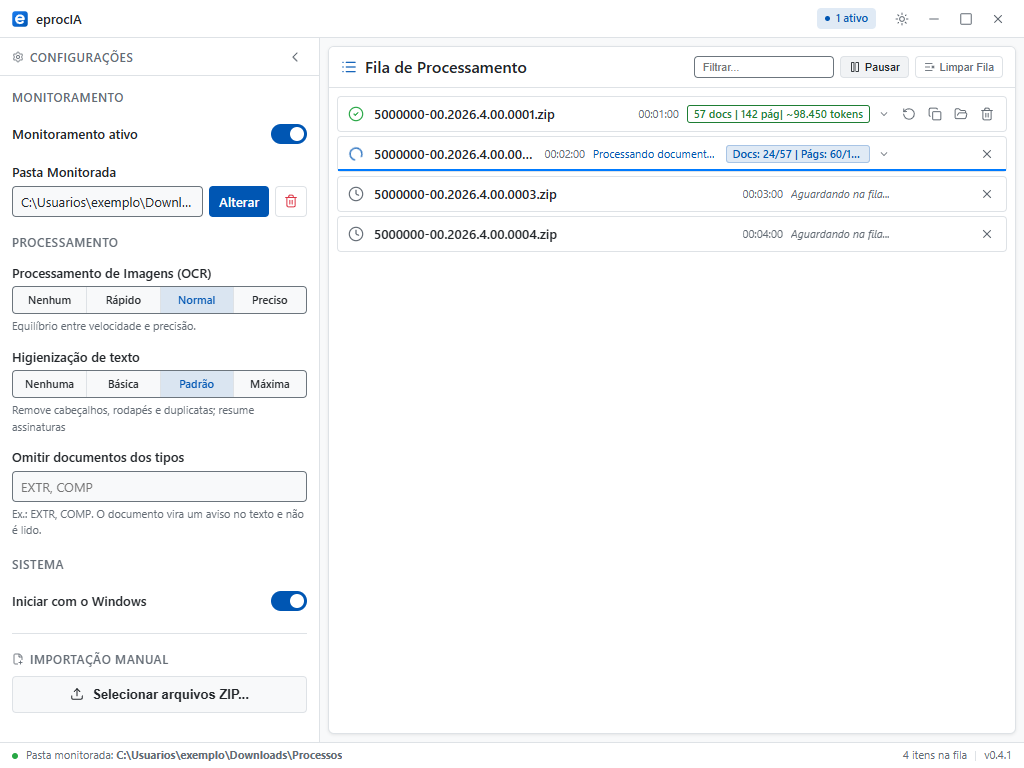 eprocIA
1 ativo
CONFIGURAÇÕES
MONITORAMENTO
Monitoramento ativo
Pasta Monitorada
C:\Usuarios\exemplo\Downl...
Alterar
PROCESSAMENTO
Processamento de Imagens (OCR)
Nenhum Rápido Normal Preciso
Equilíbrio entre velocidade e precisão.
Higienização de texto
Nenhuma Básica Padrão Máxima
Remove cabeçalhos, rodapés e duplicatas; resume
assinaturas
Omitir documentos dos tipos
EXTR, COMP
Ex.: EXTR, COMP. O documento vira um aviso no texto e não
é lido.
SISTEMA
Iniciar com o Windows
IMPORTAÇÃO MANUAL
Selecionar arquivos ZIP...
Fila de Processamento
Filtrar...
Pausar
Limpar Fila
5000000-00.2026.4.00.0001.zip 00:01:00 57 docs | 142 pág| ~98.450 tokens
5000000-00.2026.4.00.00... 00:02:00 Processando document... Docs: 24/57 | Págs: 60/1...
5000000-00.2026.4.00.0003.zip 00:03:00 Aguardando na fila...
5000000-00.2026.4.00.0004.zip 00:04:00 Aguardando na fila...
Pasta monitorada: C:\Usuarios\exemplo\Downloads\Processos
4 itens na fila
v0.4.1